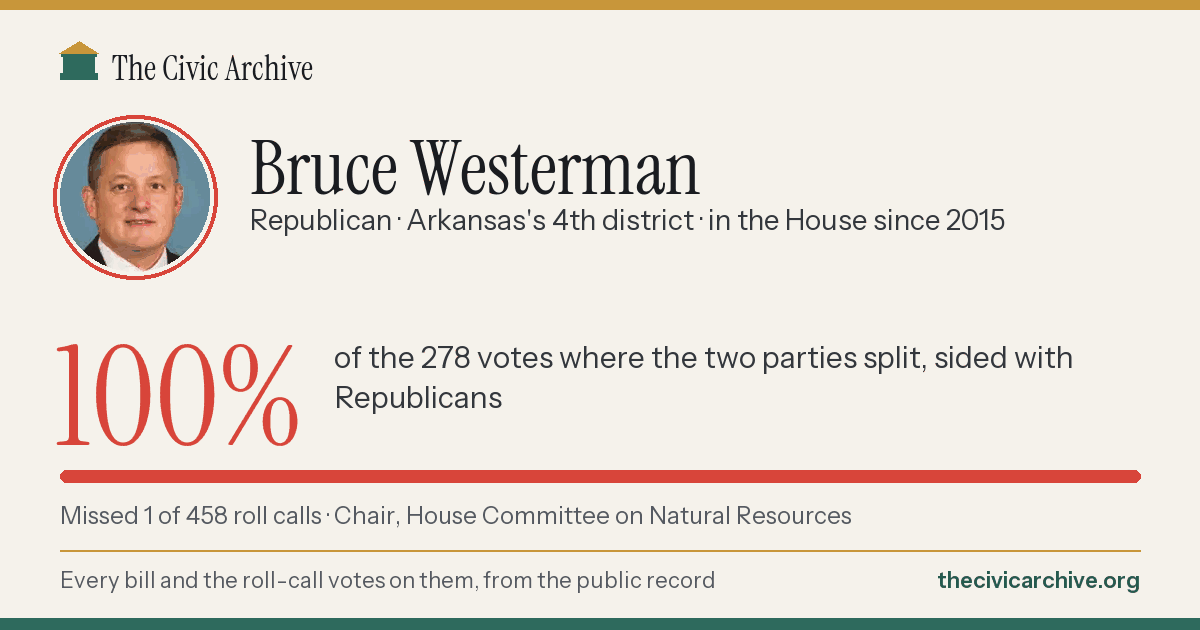 The Civic Archive
Bruce Westerman
Republican · Arkansas's 4th district · in the House since 2015
100%
of the 278 votes where the two parties split, sided with
Republicans
Missed 1 of 458 roll calls · Chair, House Committee on Natural Resources
Every bill and the roll-call votes on them, from the public record
thecivicarchive.org